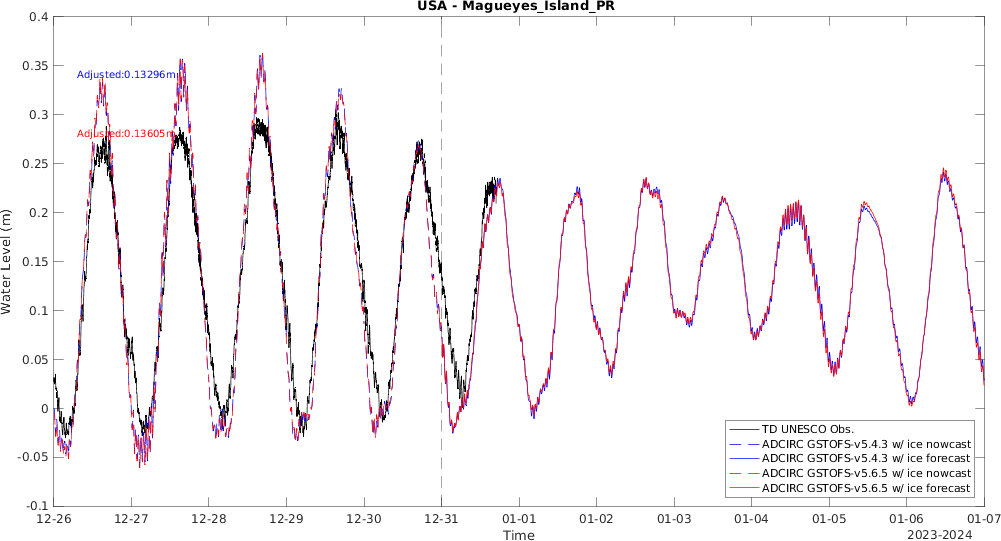 USA - Magueyes_Island_PR
0.4
0.35
0.3
0.25
0.2
0.15
0.1
0.05
0
-0.05
-0.1
Water Level (m)
Adjusted:0.13296m
Adjusted:0.13605m
TD UNESCO Obs.
ADCIRC GSTOFS-v5.4.3 w/ ice nowcast
ADCIRC GSTOFS-v5.4.3 w/ ice forecast
ADCIRC GSTOFS-v5.6.5 w/ ice nowcast
ADCIRC GSTOFS-v5.6.5 w/ ice forecast
12-26 12-27 12-28 12-29 12-30 12-31 01-01 01-02 01-03 01-04 01-05 01-06 01-07
Time
2023-2024